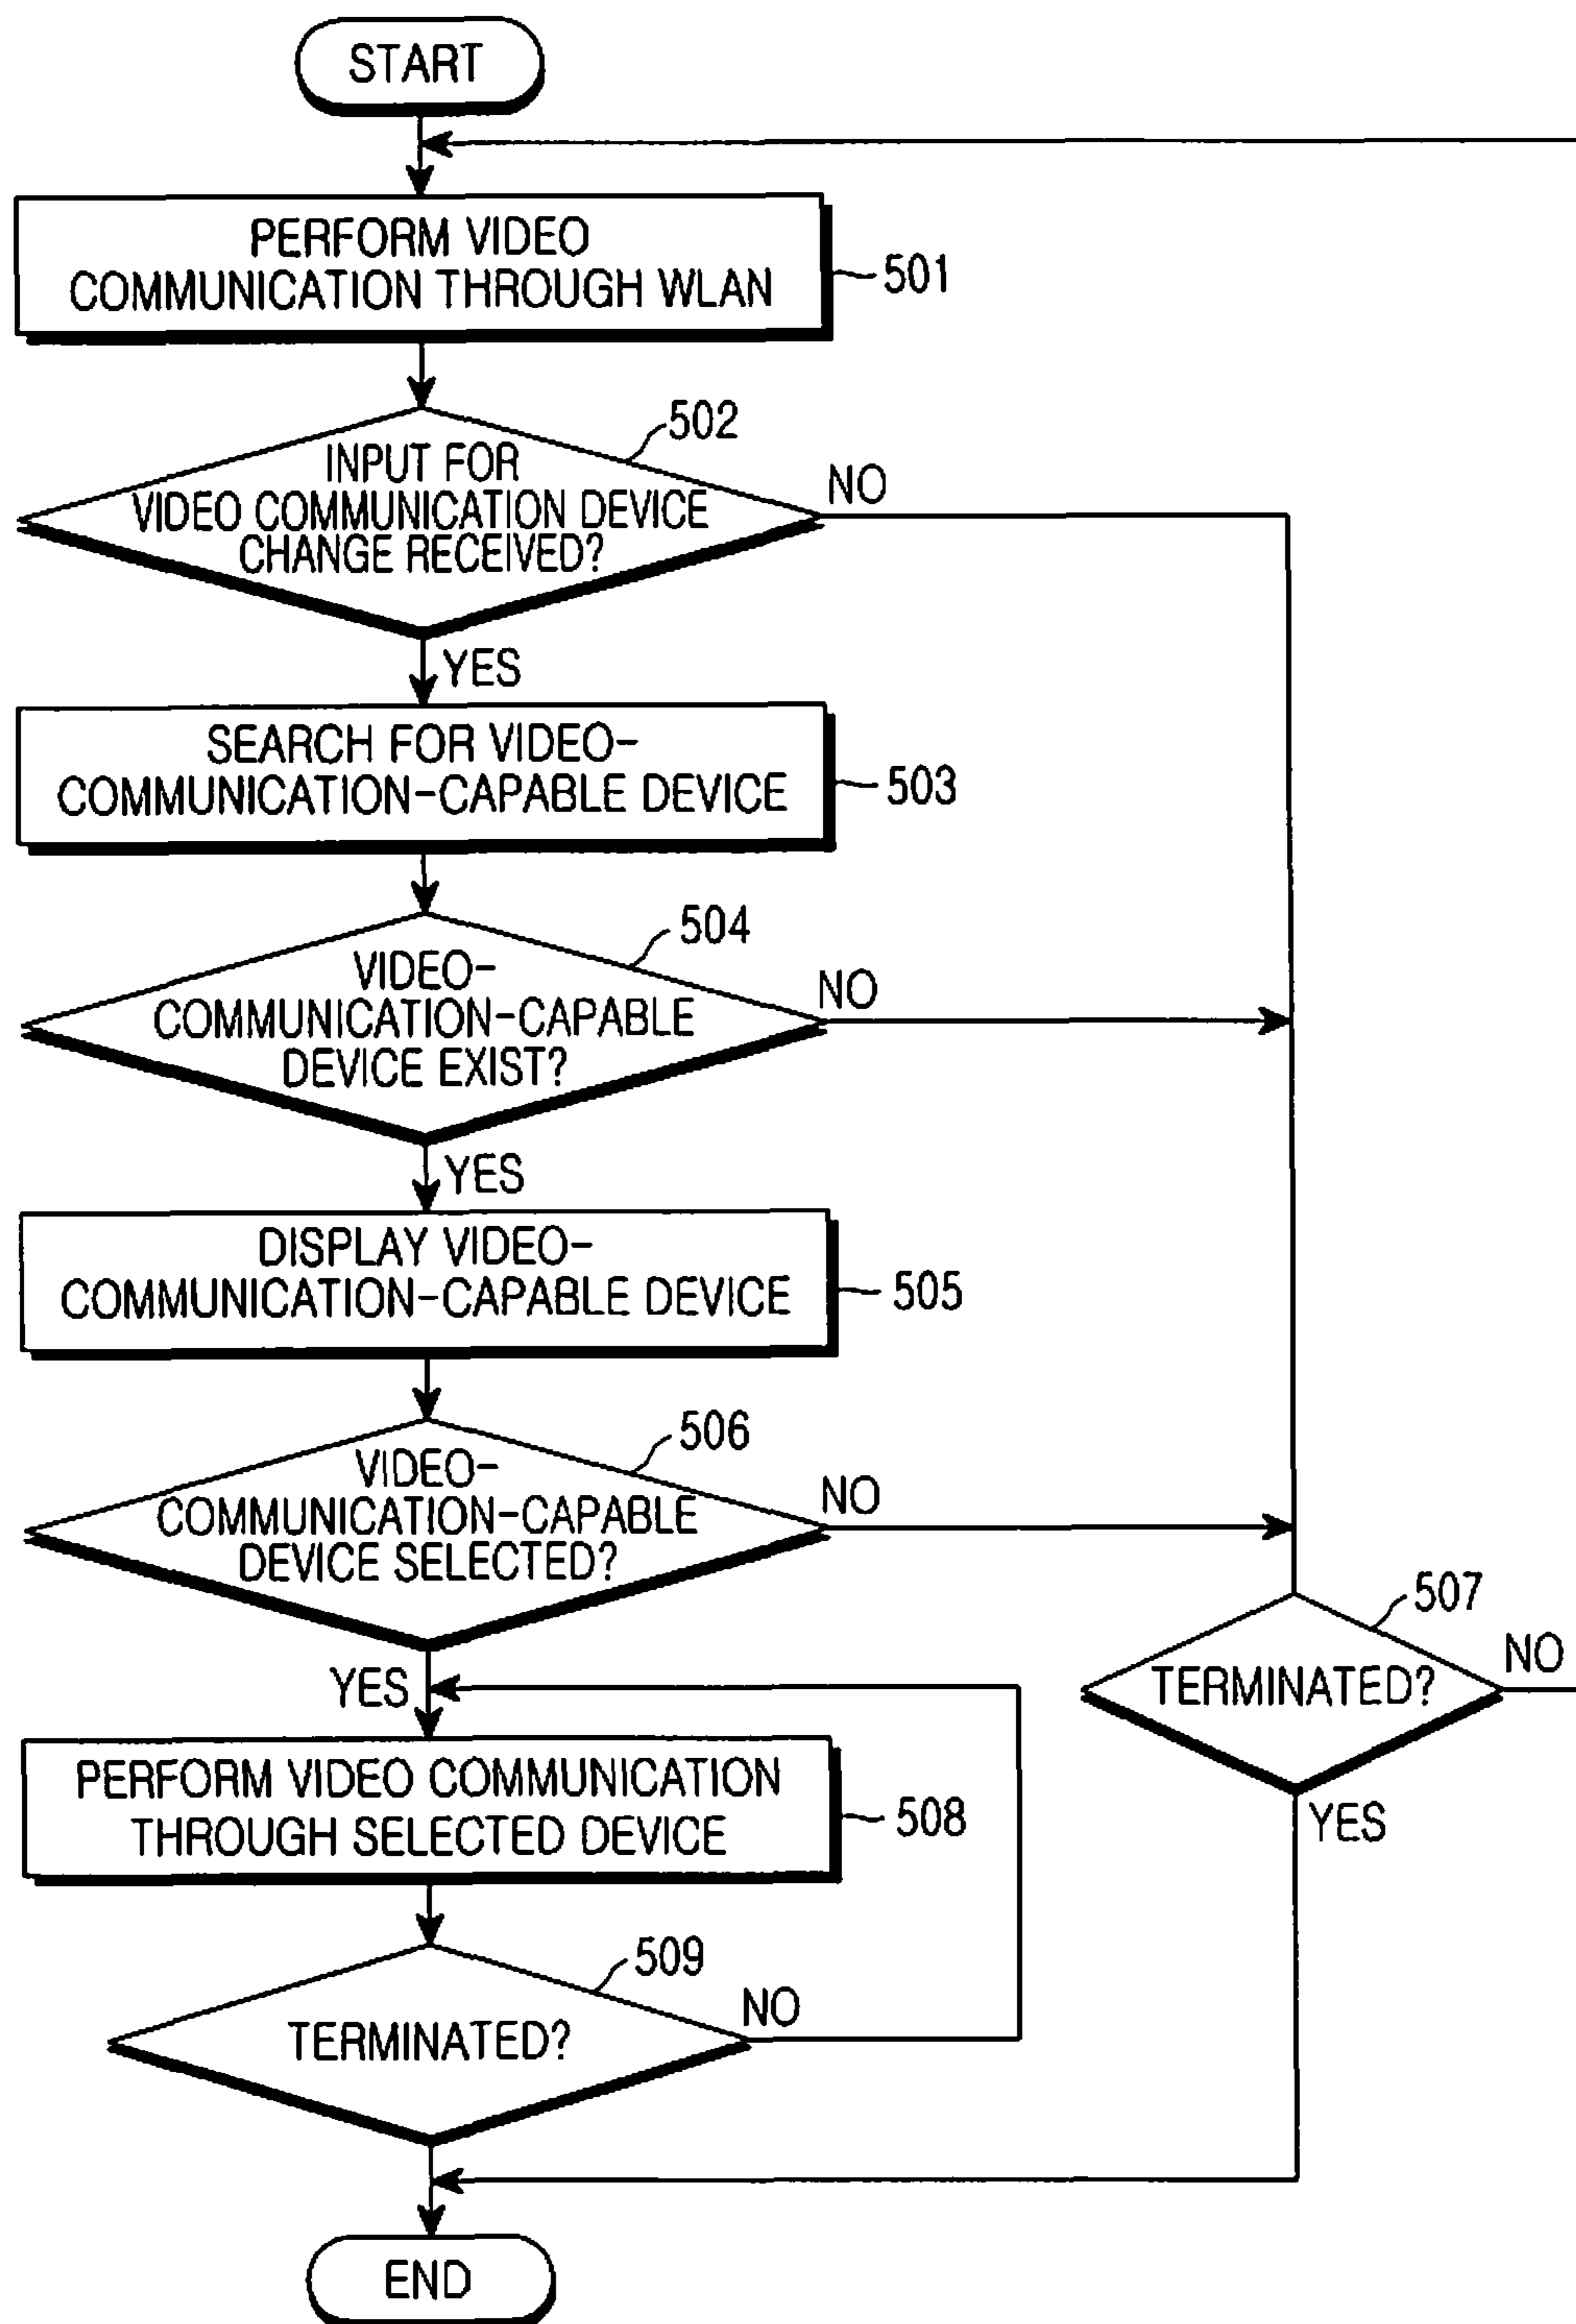 START
PERFORM VIDEO
COMMUNICATION THROUGH WLAN
501
502
INPUT FOR
VIDEO COMMUNICATION DEVICE
CHANGE RECEIVED?
NO
YES
SEARCH FOR VIDEO-
COMMUNICATION-CAPABLE DEVICE
503
504
VIDEO-
COMMUNICATION-CAPABLE
DEVICE EXIST?
NO
YES
DISPLAY VIDEO-
COMMUNICATION-CAPABLE DEVICE
505
506
VIDEO-
COMMUNICATION-CAPABLE
DEVICE SELECTED?
NO
507
TERMINATED?
NO
YES
YES
PERFORM VIDEO COMMUNICATION
THROUGH SELECTED DEVICE
508
509
TERMINATED?
NO
END